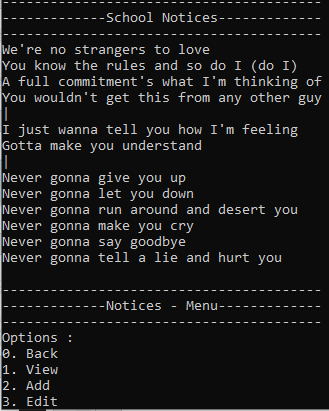 ----------------------------------------
-------------School Notices-------------
----------------------------------------
We're no strangers to love
You know the rules and so do I (do I)
A full commitment's what I'm thinking of
You wouldn't get this from any other guy
|
I just wanna tell you how I'm feeling
Gotta make you understand
|
Never gonna give you up
Never gonna let you down
Never gonna run around and desert you
Never gonna make you cry
Never gonna say goodbye
Never gonna tell a lie and hurt you
----------------------------------------
-------------Notices - Menu-------------
----------------------------------------
Options :
0. Back
1. View
2. Add
3. Edit